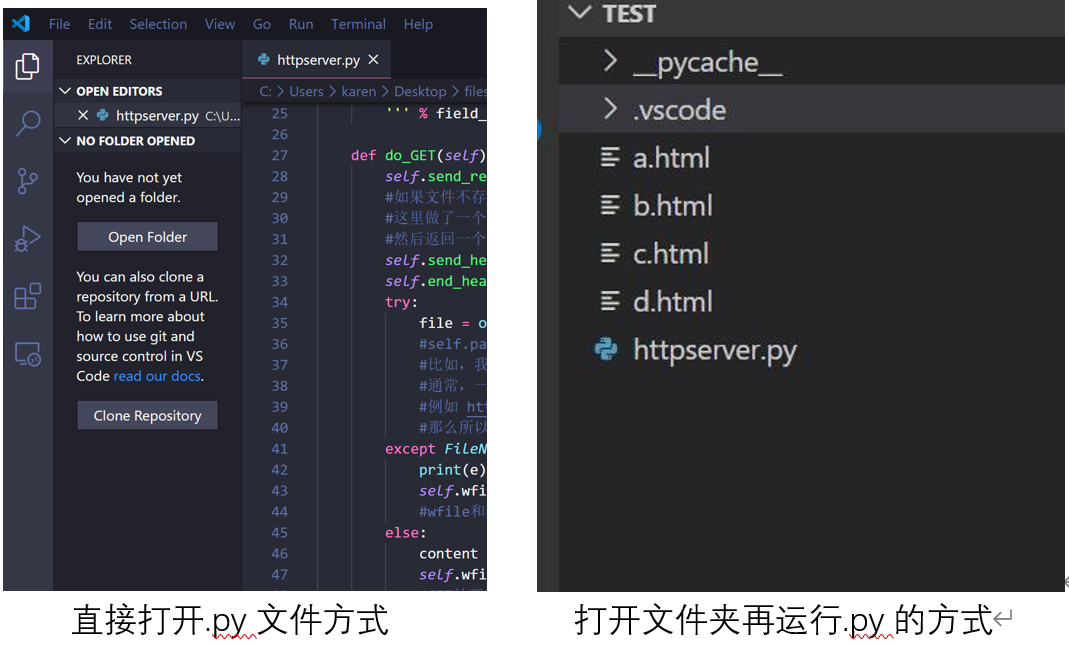 File Edit Selection View Go Run Terminal Help
EXPLORER
OPEN EDITORS
httpserver.py C:\U...
NO FOLDER OPENED
You have not yet
opened a folder.
Open Folder
You can also clone a
repository from a URL.
To learn more about
how to use git and
source control in VS
Code read our docs.
Clone Repository
httpserver.py
C: > Users > karen > Desktop > files
25 ''' % field_
26
27 def do_GET(self)
28 self.send_re
29 #如果文件不存
30 #这里做了一个
31 #然后返回一个
32 self.send_he
33 self.end_hea
34 try:
35 file = o
36 #self.pa
37 #比如，我
38 #通常，一
39 #例如 htt
40 #那么所以
41 except FileN
42 print(e)
43 self.wfi
44 #wfile和
45 else:
46 content
47 self.wfi
直接打开.py 文件方式
TEST
__pycache__
.vscode
a.html
b.html
c.html
d.html
httpserver.py
打开文件夹再运行.py 的方式